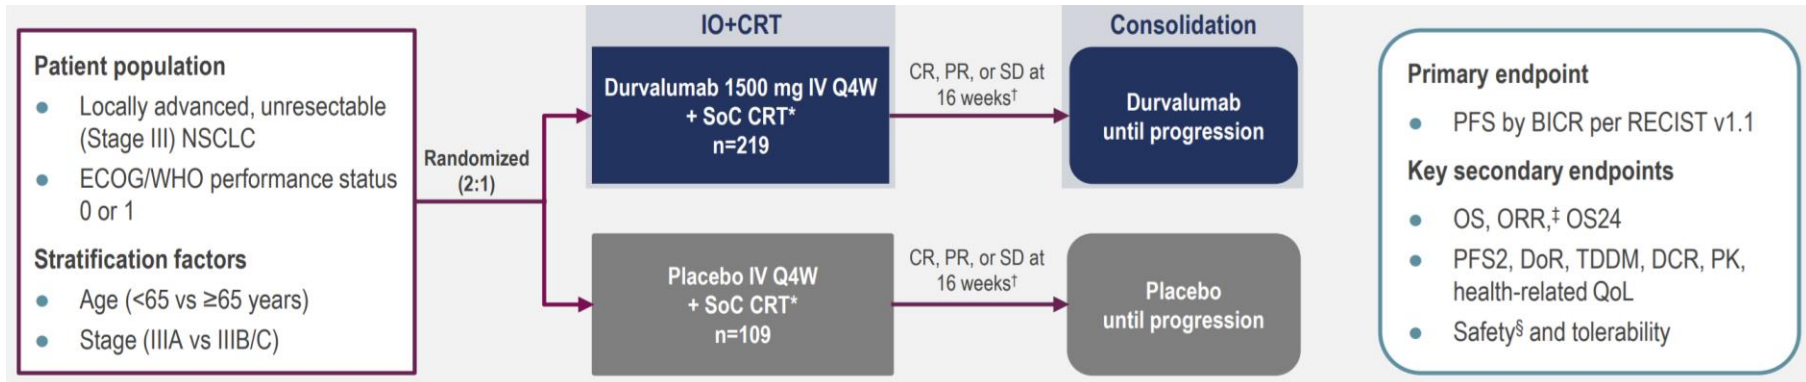 Patient population
Locally advanced, unresectable
(Stage III) NSCLC
ECOG/WHO performance status
0 or 1
Stratification factors
Age (<65 vs ≥65 years)
Stage (IIIA vs IIIB/C)
Randomized
(2:1)
IO+CRT
Durvalumab 1500 mg IV Q4W
+ SoC CRT*
n=219
CR, PR, or SD at
16 weeks†
Consolidation
Durvalumab
until progression
Placebo IV Q4W
+ SoC CRT*
n=109
CR, PR, or SD at
16 weeks†
Placebo
until progression
Primary endpoint
PFS by BICR per RECIST v1.1
Key secondary endpoints
OS, ORR,‡ OS24
PFS2, DoR, TDDM, DCR, PK,
health-related QoL
Safety§ and tolerability